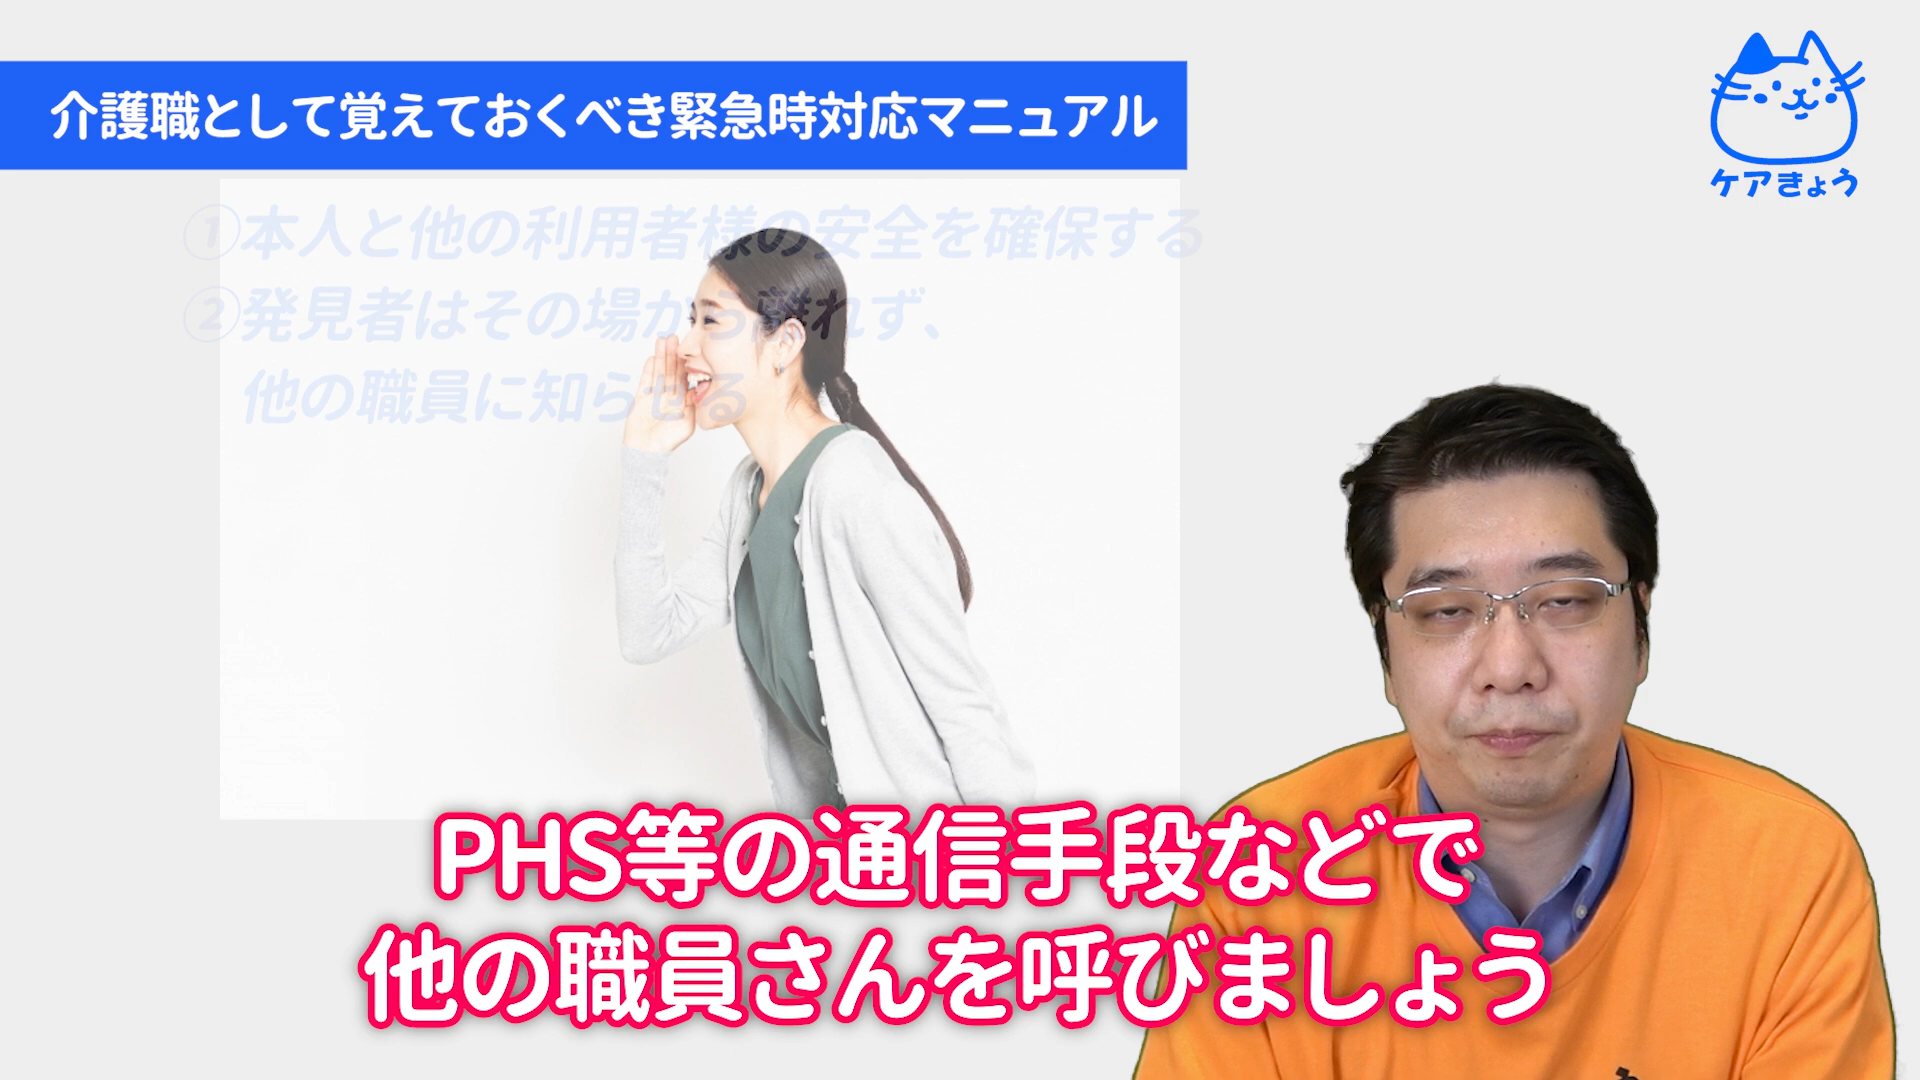 介護職として覚えておくべき緊急時対応マニュアル
ケアきょう
①本人と他の利用者様の安全を確保する
②発見者はその場から離れず、
他の職員に知らせる
PHS等の通信手段などで
他の職員さんを呼びましょう